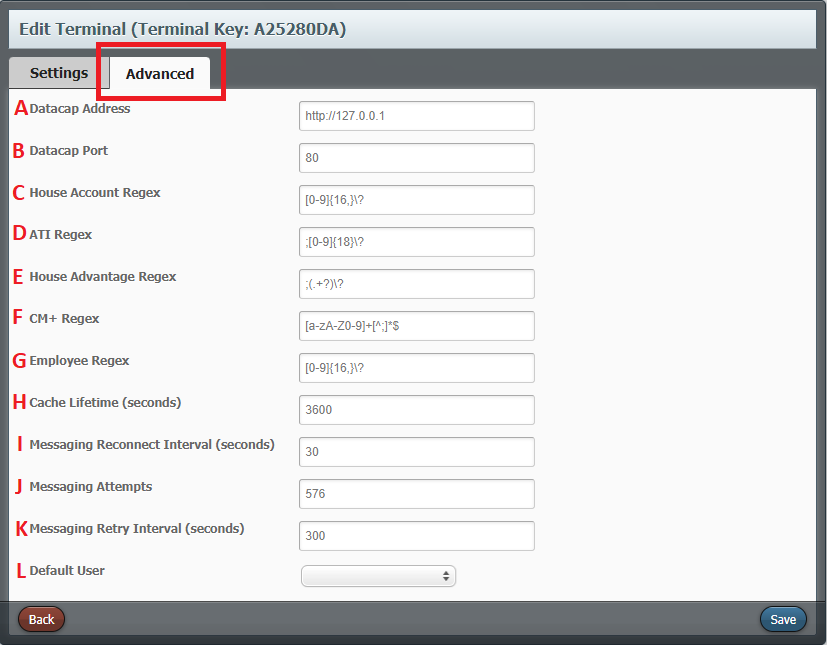 Edit Terminal (Terminal Key: A25280DA)
Settings Advanced
A Datacap Address http://127.0.0.1
B Datacap Port 80
C House Account Regex [0-9]{16,}\?
D ATI Regex ;[0-9]{18}\?
E House Advantage Regex ;(.+?)\?
F CM+ Regex [a-zA-Z0-9]+[^;]*$
G Employee Regex [0-9]{16,}\?
H Cache Lifetime (seconds) 3600
I Messaging Reconnect Interval (seconds) 30
J Messaging Attempts 576
K Messaging Retry Interval (seconds) 300
L Default User
Back Save